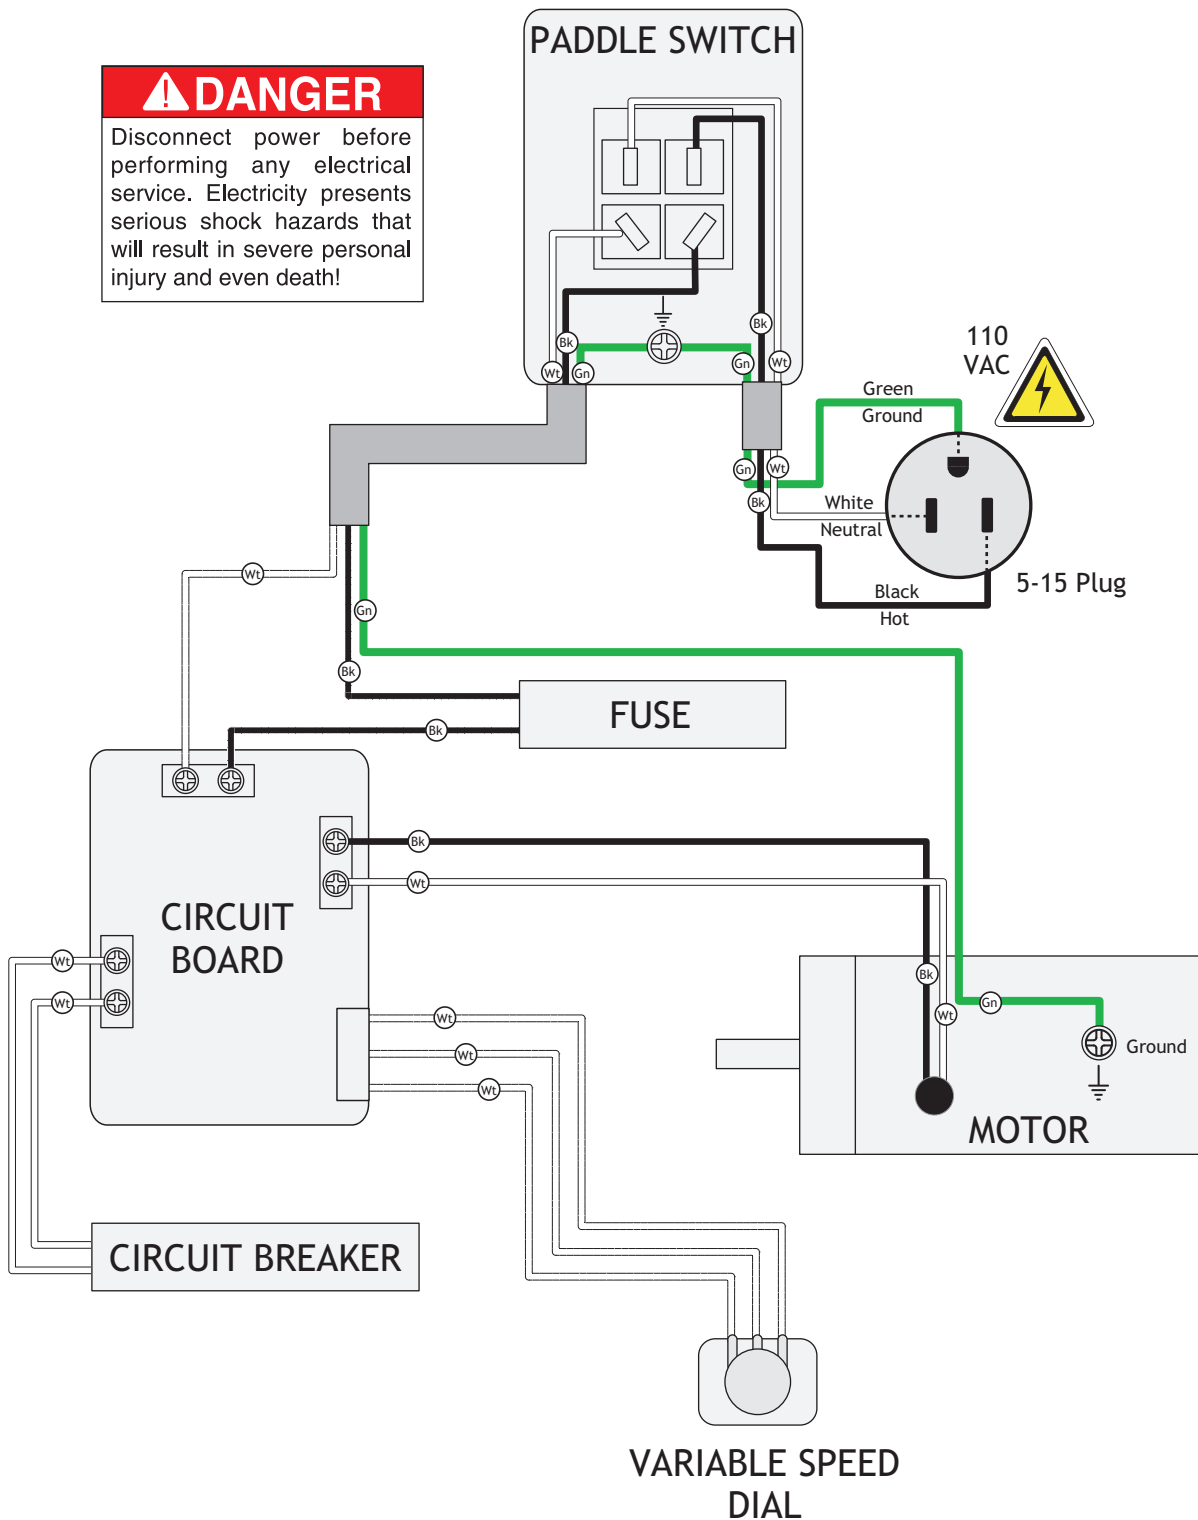 PADDLE SWITCH
DANGER
Disconnect power before
performing any electrical
service. Electricity presents
serious shock hazards that
will result in severe personal
injury and even death!
Bk
Bk
Wt
Gn
Gn
Wt
110
VAC
Green
Ground
Gn
Wt
Bk
White
Neutral
Black
Hot
5-15 Plug
Wt
Gn
Bk
FUSE
Bk
Bk
Wt
CIRCUIT
BOARD
Wt
Wt
Bk
Wt
Gn
Ground
MOTOR
Wt
Wt
Wt
CIRCUIT BREAKER
VARIABLE SPEED
DIAL